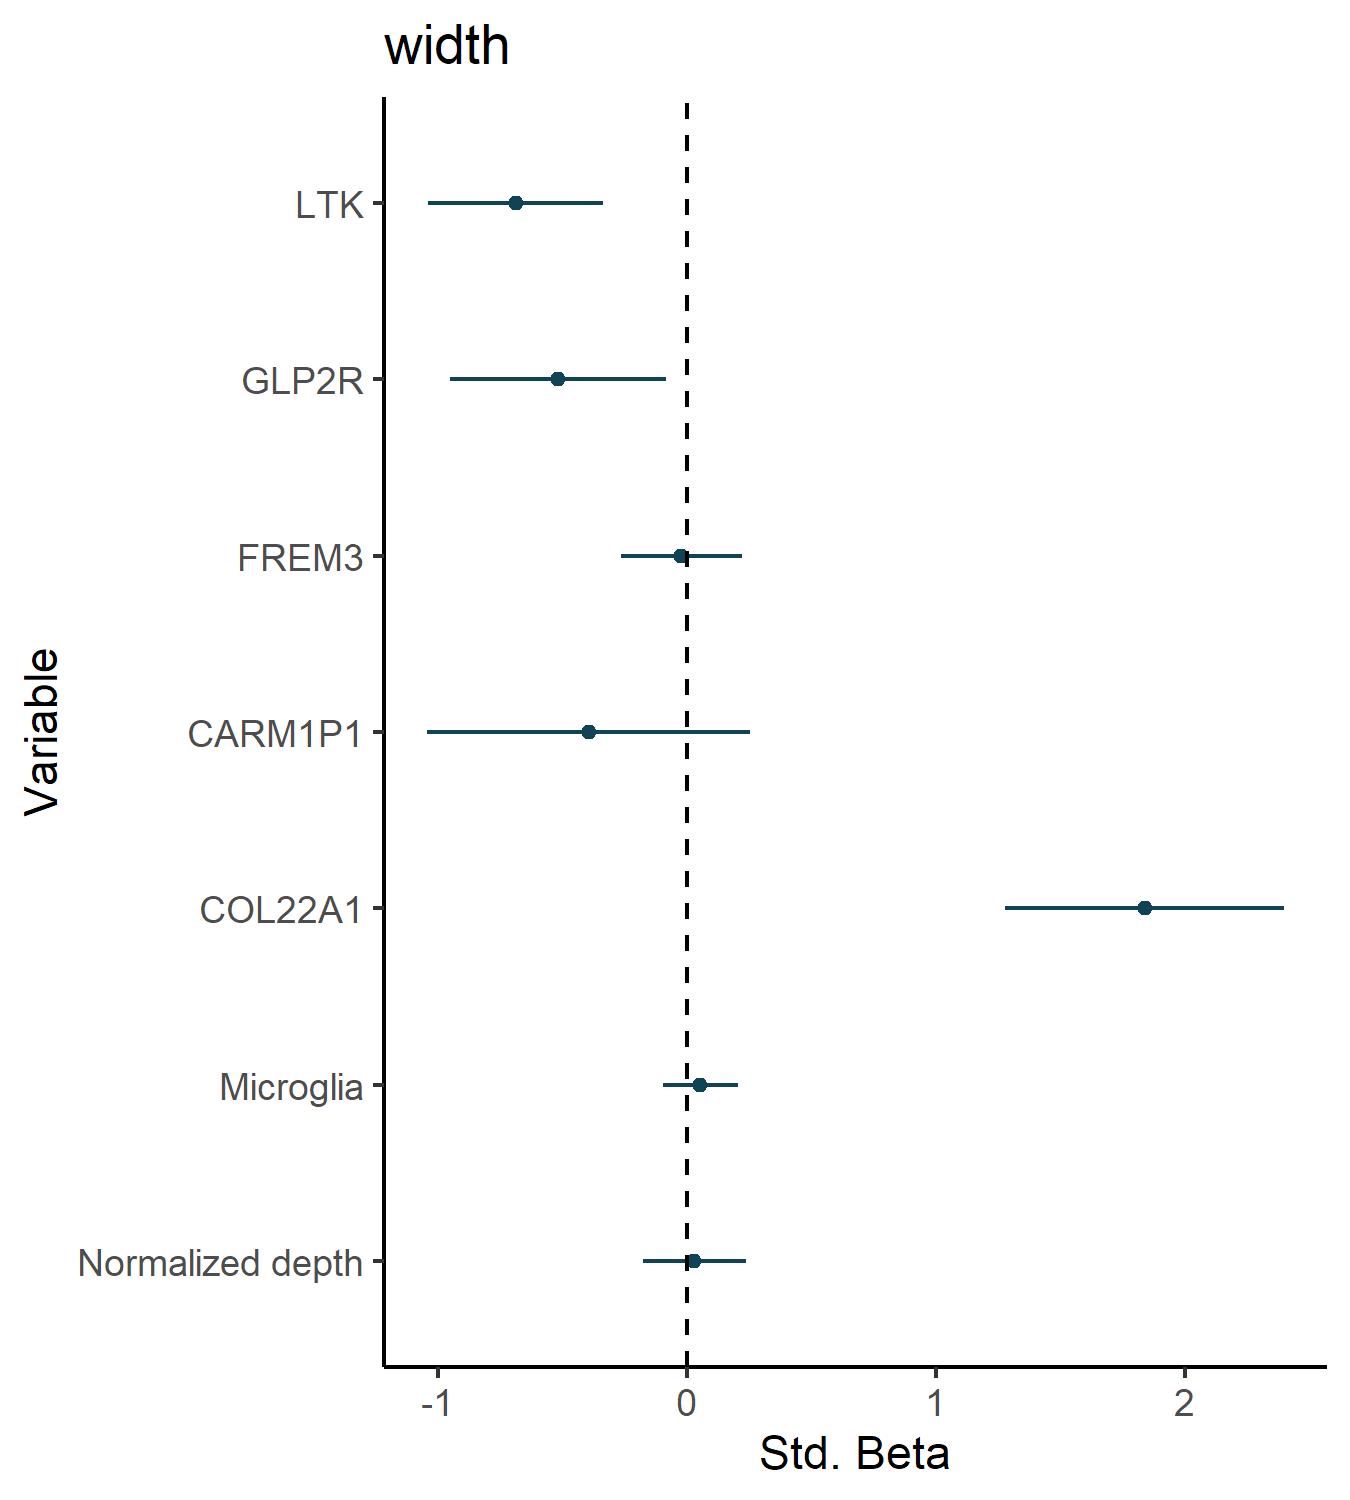 width
Variable
LTK
GLP2R
FREM3
CARM1P1
COL22A1
Microglia
Normalized depth
-1 0 1 2
Std. Beta